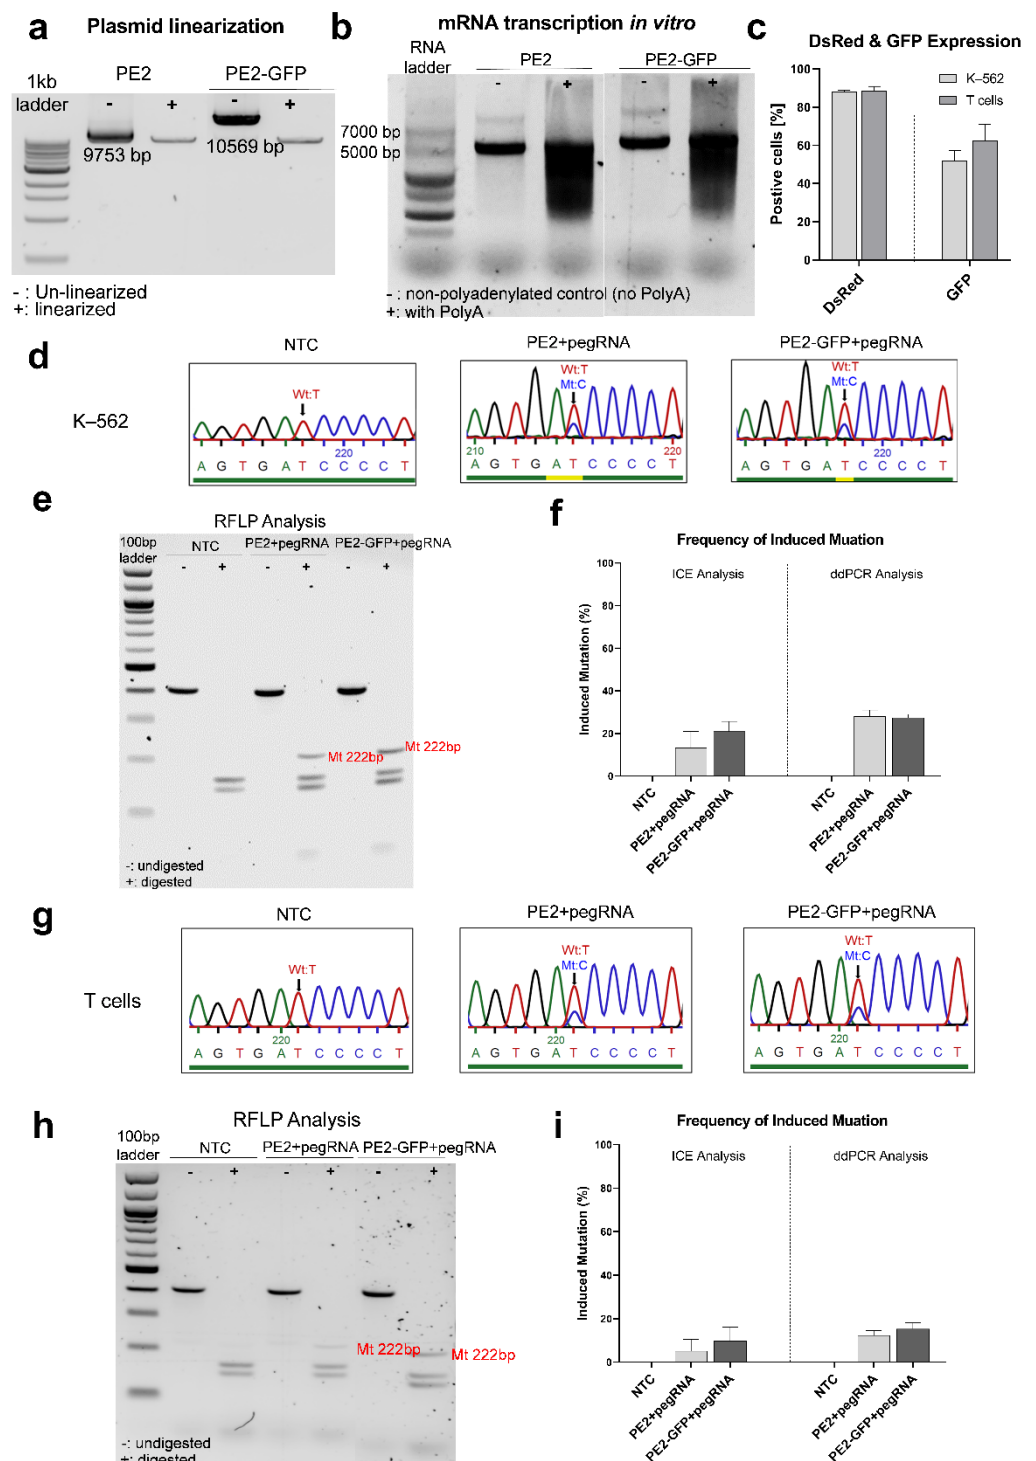 a Plasmid linearization
1kb
ladder
PE2
PE2-GFP
- + - +
9753 bp
10569 bp
- : Un-linearized
+: linearized
b mRNA transcription in vitro
RNA
ladder
PE2
PE2-GFP
- + - +
7000 bp
5000 bp
- : non-polyadenylated control (no PolyA)
+: with PolyA
c DsRed & GFP Expression
K–562
T cells
Postive cells [%]
100
80
60
40
20
0
DsRed
GFP
d
K–562
NTC
Wt:T
220
A G T G A T C C C C T
PE2+pegRNA
Wt:T
Mt:C
210 220
A G T G A T C C C C T
PE2-GFP+pegRNA
Wt:T
Mt:C
220
A G T G A T C C C C T
e
RFLP Analysis
100bp
ladder
NTC
PE2+pegRNA
PE2-GFP+pegRNA
- + - + - +
Mt 222bp
Mt 222bp
-: undigested
+: digested
f
Frequency of Induced Muation
ICE Analysis
ddPCR Analysis
Induced Mutation (%)
100
80
60
40
20
0
NTC
PE2+pegRNA
PE2-GFP+pegRNA
NTC
PE2+pegRNA
PE2-GFP+pegRNA
g
T cells
NTC
Wt:T
220
A G T G A T C C C C T
PE2+pegRNA
Wt:T
Mt:C
220
A G T G A T C C C C T
PE2-GFP+pegRNA
Wt:T
Mt:C
220
A G T G A T C C C C T
h
RFLP Analysis
100bp
ladder
NTC
PE2+pegRNA
PE2-GFP+pegRNA
- + - + - +
Mt 222bp
Mt 222bp
-: undigested
+: digested
i
Frequency of Induced Muation
ICE Analysis
ddPCR Analysis
Induced Mutation (%)
100
80
60
40
20
0
NTC
PE2+pegRNA
PE2-GFP+pegRNA
NTC
PE2+pegRNA
PE2-GFP+pegRNA